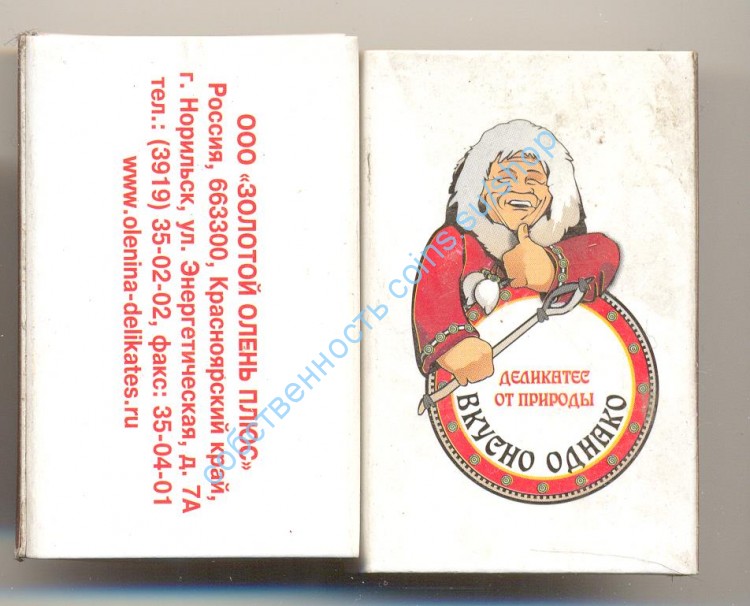 ООО «ЗОЛОТОЙ ОЛЕНЬ ПЛЮС»
Россия, 663300, Красноярский край,
г. Норильск, ул. Энергетическая, д. 7А
тел.: (3919) 35-02-02, факс: 35-04-01
www.olenina-delikates.ru
ДЕЛИКАТЕС
ОТ ПРИРОДЫ
ВКУСНО ОДНАКО
собственность coins.su/shop